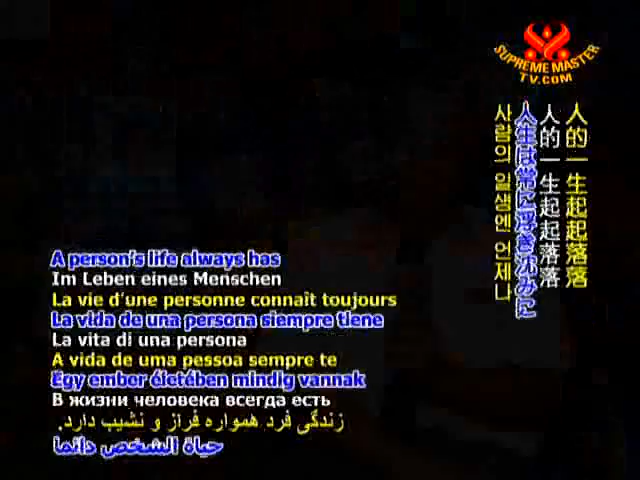 SUPREME MASTER
TV.COM
人的一生起起落落
人的一生起起落落
人生は常に浮き沈みに
사람의 일생엔 언제나
A person's life always has
Im Leben eines Menschen
La vie d'une personne connaît toujours
La vida de una persona siempre tiene
La vita di una persona
A vida de uma pessoa sempre te
Egy ember életében mindig vannak
В жизни человека всегда есть
زندگی فرد همواره فراز و نشیب دارد.
حياة الشخص دائما